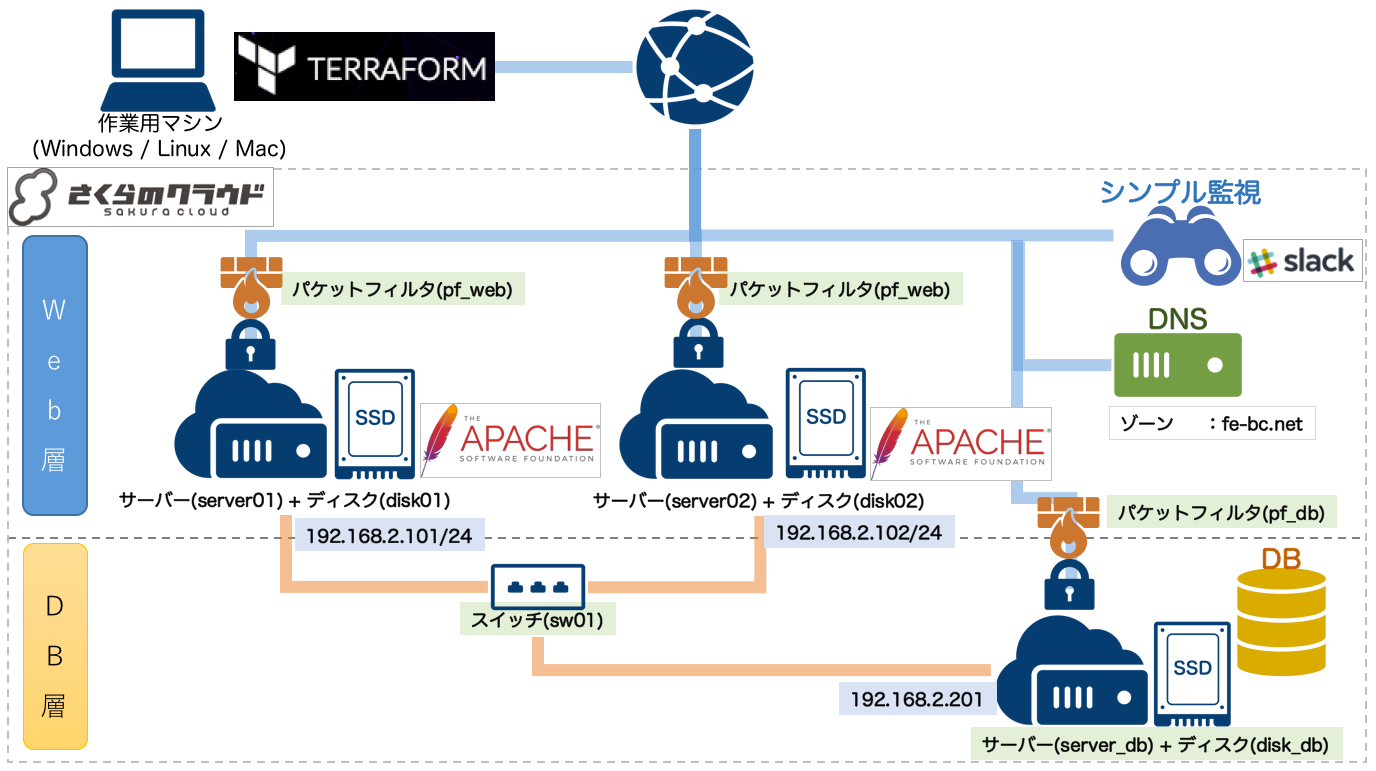 TERRAFORM
作業用マシン
(Windows / Linux / Mac)
さくらのクラウド
SAKURA CLOUD
シンプル監視
slack
Web層
パケットフィルタ(pf_web)
パケットフィルタ(pf_web)
DNS
ゾーン　：fe-bc.net
SSD
THE
APACHE®
SOFTWARE FOUNDATION
SSD
THE
APACHE®
SOFTWARE FOUNDATION
サーバー(server01) + ディスク(disk01)
サーバー(server02) + ディスク(disk02)
パケットフィルタ(pf_db)
192.168.2.101/24
192.168.2.102/24
DB層
DB
スイッチ(sw01)
SSD
192.168.2.201
サーバー(server_db) + ディスク(disk_db)